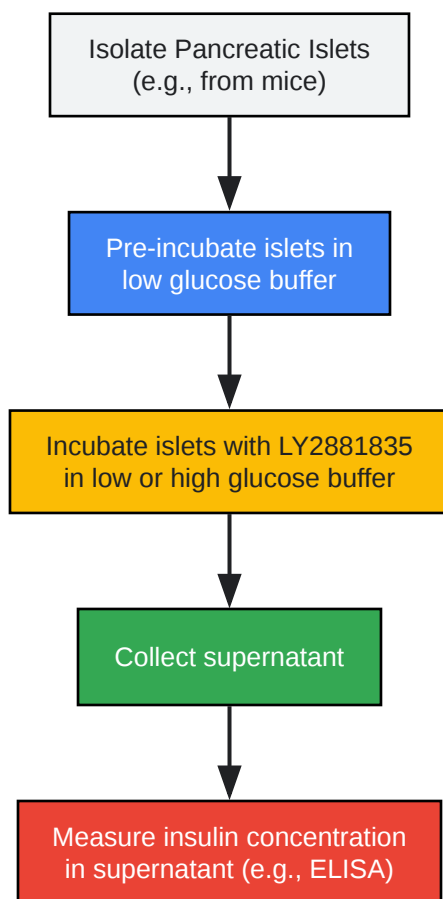 Isolate Pancreatic Islets
(e.g., from mice)
Pre-incubate islets in
low glucose buffer
Incubate islets with LY2881835
in low or high glucose buffer
Collect supernatant
Measure insulin concentration
in supernatant (e.g., ELISA)